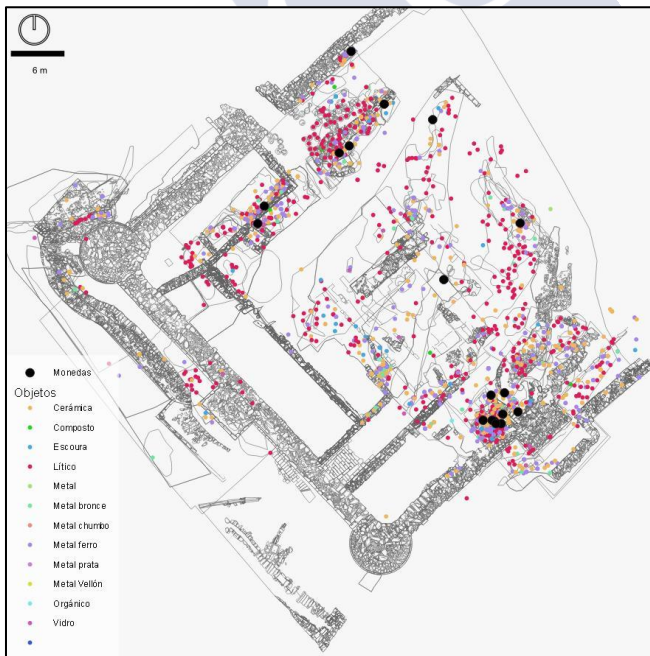 6 m
Monedas
Objetos
Cerámica
Composto
Escoura
Lítico
Metal
Metal bronce
Metal chumbo
Metal ferro
Metal prata
Metal Vellón
Orgánico
Vidro